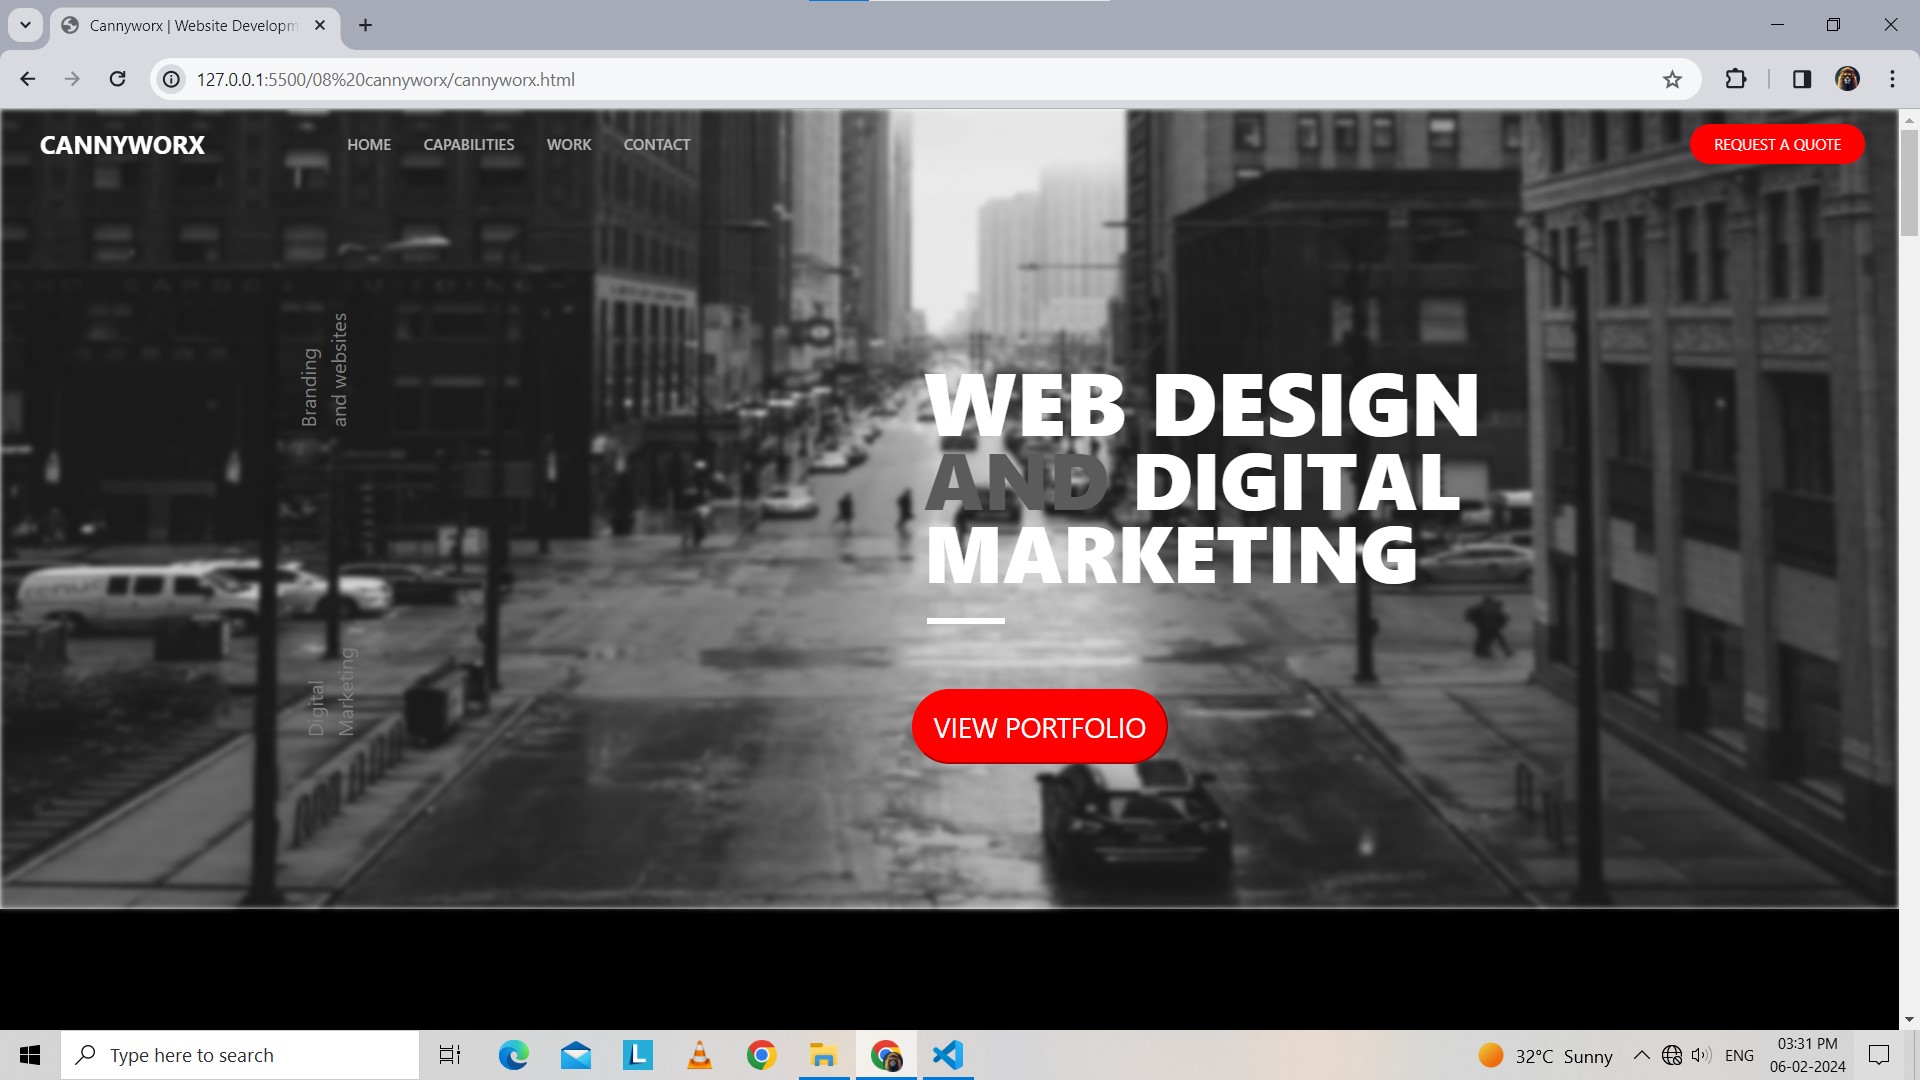 Cannyworx | Website Developm
127.0.0.1:5500/08%20cannyworx/cannyworx.html
CANNYWORX
HOME
CAPABILITIES
WORK
CONTACT
REQUEST A QUOTE
Branding
and websites
WEB DESIGN
AND DIGITAL
MARKETING
Digital
Marketing
VIEW PORTFOLIO
Type here to search
L
32°C Sunny
ENG
03:31 PM
06-02-2024